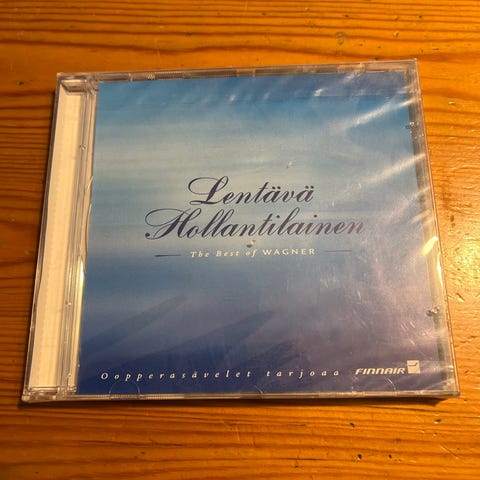 Lentävä
Hollantilainen
The Best of WAGNER
Oopperasävelet tarjoaa FINNAIR